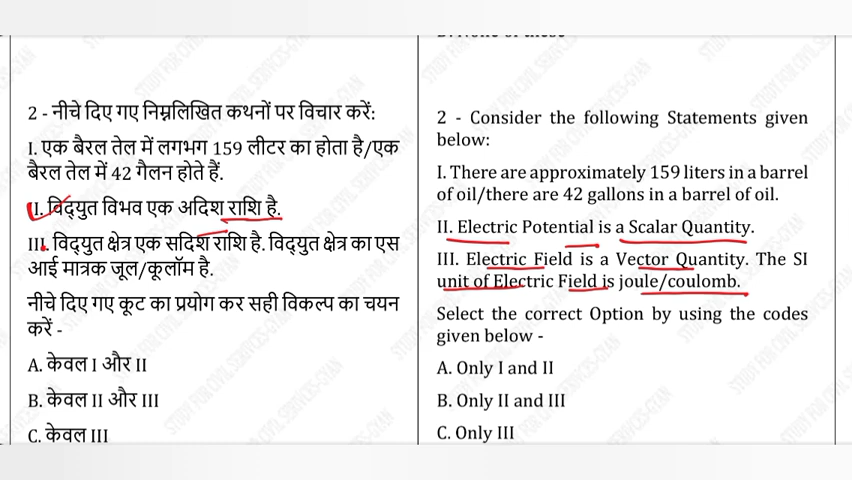 2 - नीचे दिए गए निम्नलिखित कथनों पर विचार करें:
I. एक बैरल तेल में लगभग 159 लीटर का होता है/एक
बैरल तेल में 42 गैलन होते हैं.
II. विद्युत विभव एक अदिश राशि है.
III. विद्युत क्षेत्र एक सदिश राशि है. विद्युत क्षेत्र का एस
आई मात्रक जूल/कूलॉम है.
नीचे दिए गए कूट का प्रयोग कर सही विकल्प का चयन
करें -
A. केवल I और II
B. केवल II और III
C. केवल III
2 - Consider the following Statements given
below:
I. There are approximately 159 liters in a barrel
of oil/there are 42 gallons in a barrel of oil.
II. Electric Potential is a Scalar Quantity.
III. Electric Field is a Vector Quantity. The SI
unit of Electric Field is joule/coulomb.
Select the correct Option by using the codes
given below -
A. Only I and II
B. Only II and III
C. Only III
STUDY FOR CIVIL SERVICES-GYAN